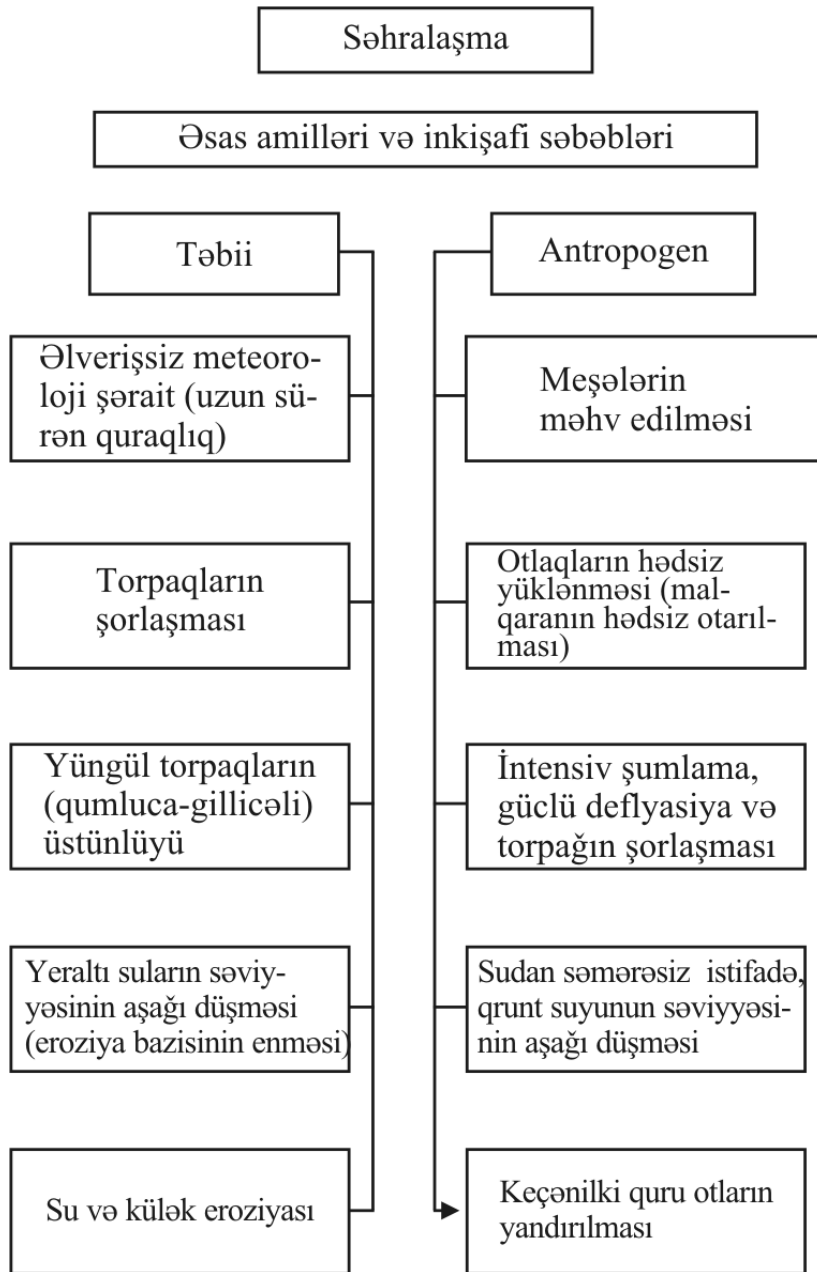 Səhralaşma
Əsas amilləri və inkişafi səbəbləri
Təbii
Əlverişsiz meteoro-
loji şərait (uzun sü-
rən quraqlıq)
Torpaqların
şorlaşması
Yüngül torpaqların
(qumluca-gillicəli)
üstünlüyü
Yeraltı suların səviy-
yəsinin aşağı düşməsi
(eroziya bazisinin enməsi)
Su və külək eroziyası
Antropogen
Meşələrin
məhv edilməsi
Otlaqların hədsiz
yüklənməsi (mal-
qaranın hədsiz otarıl-
ması)
İntensiv şumlama,
güclü deflyasiya və
torpağın şorlaşması
Sudan səmərəsiz istifadə,
qrunt suyunun səviyyəsi-
nin aşağı düşməsi
Keçənilki quru otların
yandırılması